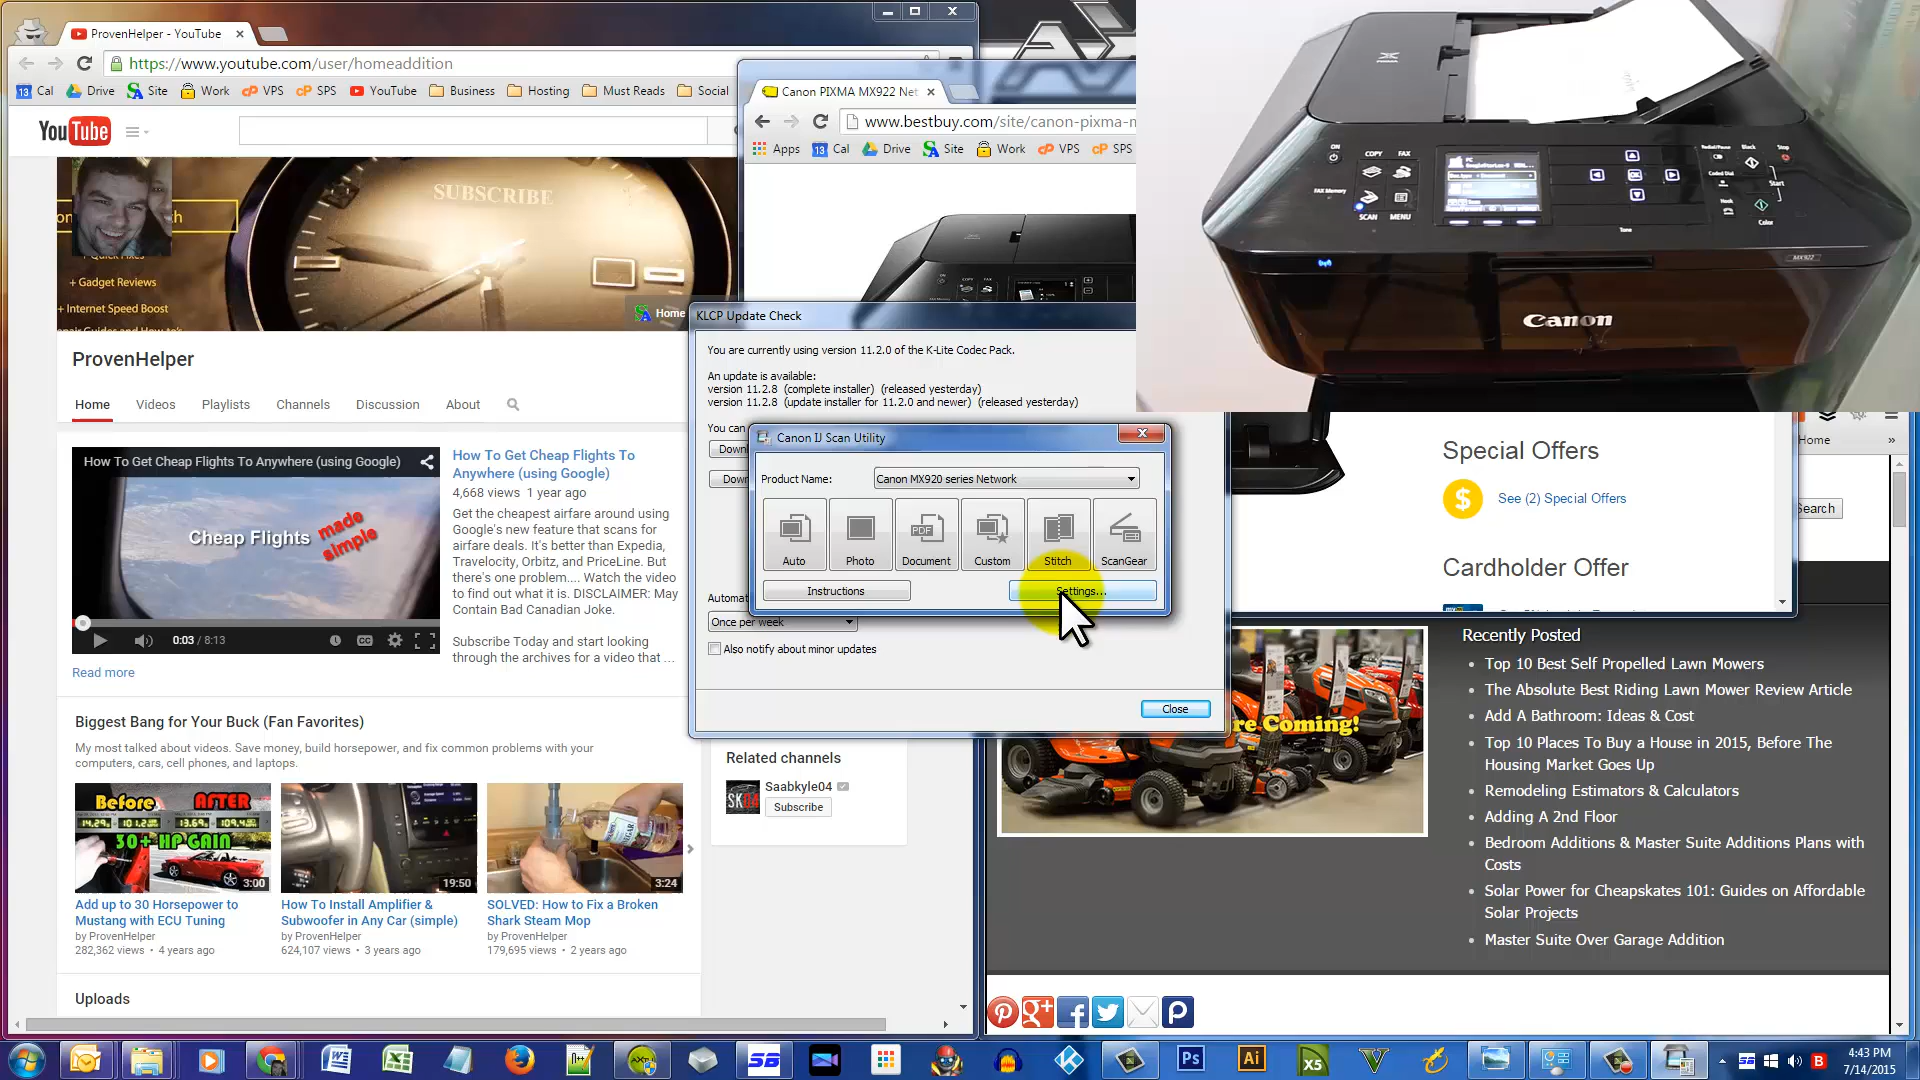 ProvenHelper - YouTube
https://www.youtube.com/user/homeaddition
13 Cal
Drive
Site
Work
VPS
SPS
YouTube
Business
Hosting
Must Reads
Social
YouTube
SUBSCRIBE
+ Gadget Reviews
+ Internet Speed Boost
Home
ProvenHelper
Home
Videos
Playlists
Channels
Discussion
About
How To Get Cheap Flights To Anywhere (using Google)
Cheap Flights made simple
0:03 / 8:13
Read more
How To Get Cheap Flights To
Anywhere (using Google)
4,668 views 1 year ago
Get the cheapest airfare around using
Google's new feature that scans for
airfare deals. It's better than Expedia,
Travelocity, Orbitz, and PriceLine. But
there's one problem.... Watch the video
to find out. DISCLAIMER: May
Contain Bad Canadian Joke.
Subscribe Today and start looking
through the archives for a video that ...
Biggest Bang for Your Buck (Fan Favorites)
My most talked about videos. Save money, build horsepower, and fix common problems with your
computers, cars, cell phones, and laptops.
Before AFTER
30+ HP GAIN
3:00
19:50
3:24
Add up to 30 Horsepower to
Mustang with ECU Tuning
by ProvenHelper
282,362 views • 4 years ago
How To Install Amplifier &
Subwoofer in Any Car (simple)
by ProvenHelper
624,107 views • 3 years ago
SOLVED: How to Fix a Broken
Shark Steam Mop
by ProvenHelper
179,695 views • 2 years ago
Uploads
Related channels
Saabkyle04
Subscribe
Canon PIXMA MX922 Net
www.bestbuy.com/site/canon-pixma-m
Apps
13 Cal
Drive
Site
Work
VPS
SPS
KLCP Update Check
You are currently using version 11.2.0 of the K-Lite Codec Pack.
An update is available:
version 11.2.8 (complete installer) (released yesterday)
version 11.2.8 (update installer for 11.2.0 and newer) (released yesterday)
You can
Down
Down
Automat
Once per week
Also notify about minor updates
Close
Canon IJ Scan Utility
Product Name:
Canon MX920 series Network
Auto
Photo
Document
Custom
Stitch
ScanGear
Instructions
Settings...
COPY
FAX
ON
FAX Memory
SCAN
MENU
OK
Black
Stop
Start
Color
Tone
MX922
Canon
Special Offers
$ See (2) Special Offers
Cardholder Offer
Home
»
Search
re Coming!
Recently Posted
• Top 10 Best Self Propelled Lawn Mowers
• The Absolute Best Riding Lawn Mower Review Article
• Add A Bathroom: Ideas & Cost
• Top 10 Places To Buy a House in 2015, Before The
Housing Market Goes Up
• Remodeling Estimators & Calculators
• Adding A 2nd Floor
• Bedroom Additions & Master Suite Additions Plans with
Costs
• Solar Power for Cheapskates 101: Guides on Affordable
Solar Projects
• Master Suite Over Garage Addition
4:43 PM
7/14/2015